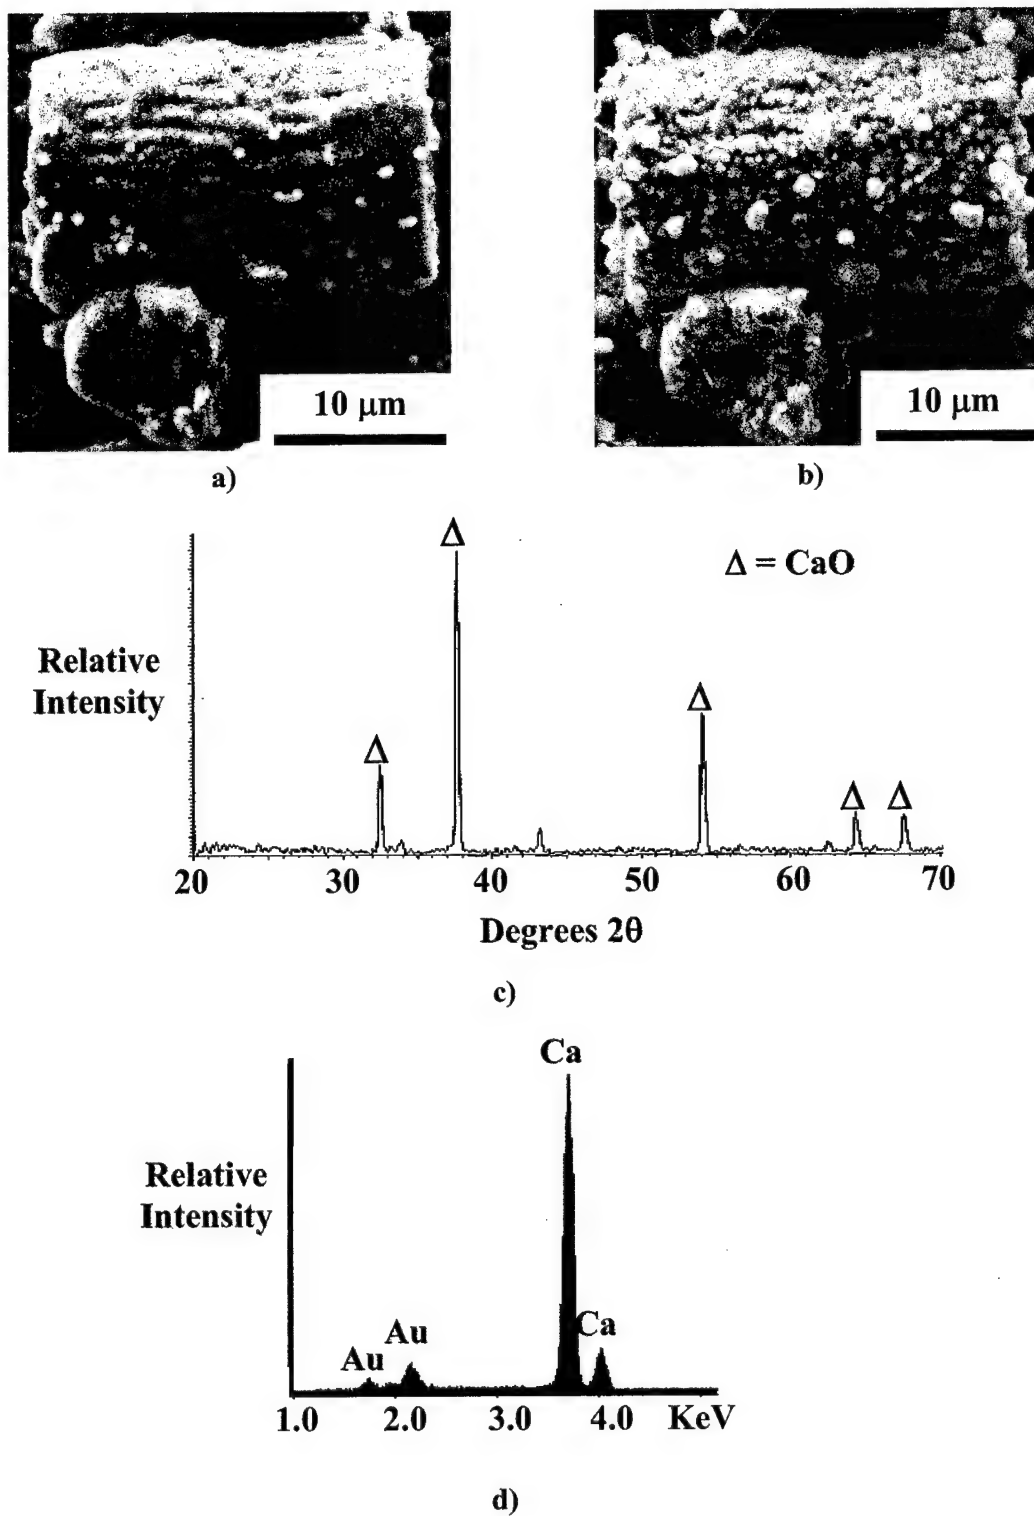 10 μm
10 μm
a)
b)
Δ
Δ = CaO
Relative
Intensity
Δ
Δ
Δ
Δ
20
30
40
50
60
70
Degrees 2θ
c)
Ca
Relative
Intensity
Ca
Au
Au
1.0
2.0
3.0
4.0
KeV
d)